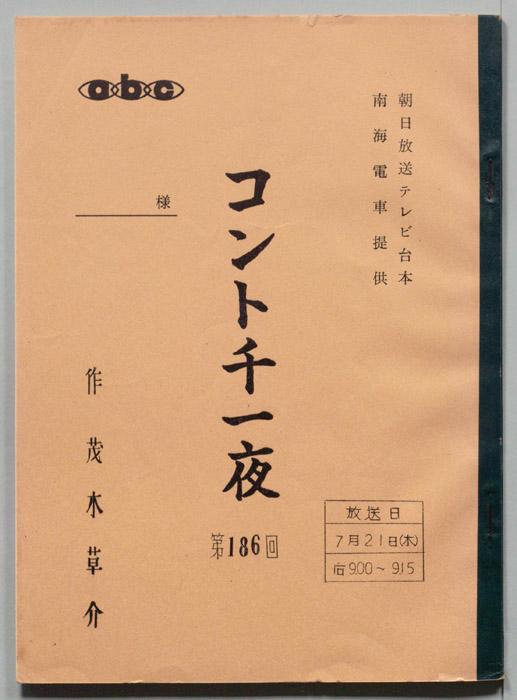 朝日放送テレビ台本
南海電車提供
コント千一夜
第186回
abc
様
作 茂木草介
放送日
7月21日(木)
后9.00～9.15